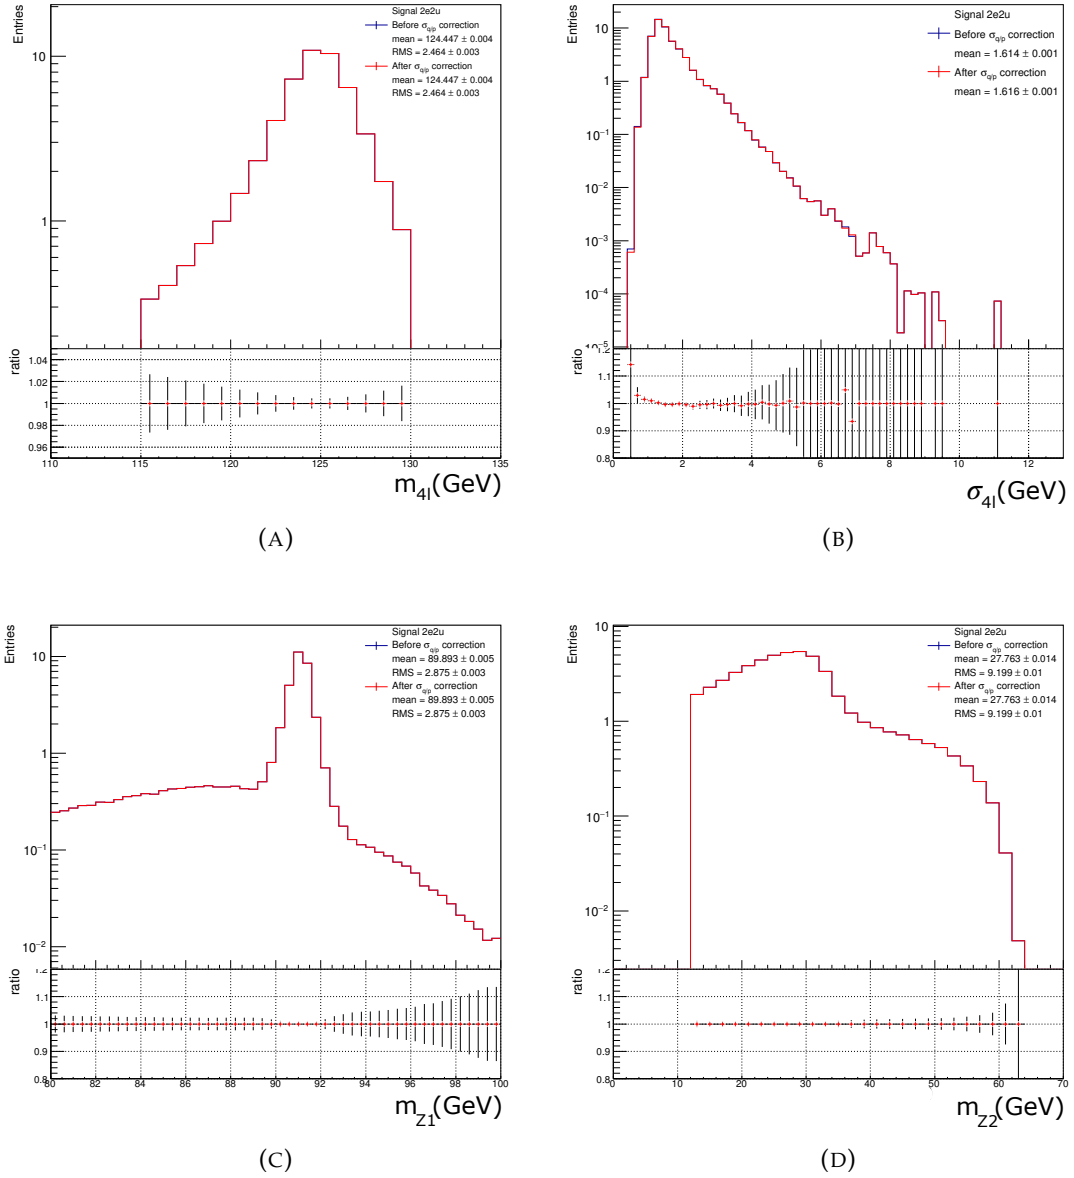 Entries
Signal 2e2u
Before σq/p correction
mean = 124.447 ± 0.004
RMS = 2.464 ± 0.003
After σq/p correction
mean = 124.447 ± 0.004
RMS = 2.464 ± 0.003
10
1
ratio
1.04
1.02
1
0.98
0.96
110 115 120 125 130 135
m4l(GeV)
(A)
Entries
Signal 2e2u
Before σq/p correction
mean = 1.614 ± 0.001
After σq/p correction
mean = 1.616 ± 0.001
10
1
10−1
10−2
10−3
10−4
10−5
ratio
1.2
1.1
1
0.9
0.8
0 2 4 6 8 10 12
σ4l(GeV)
(B)
Entries
Signal 2e2u
Before σq/p correction
mean = 89.893 ± 0.005
RMS = 2.875 ± 0.003
After σq/p correction
mean = 89.893 ± 0.005
RMS = 2.875 ± 0.003
10
1
10−1
10−2
ratio
1.2
1.1
1
0.9
0.8
80 82 84 86 88 90 92 94 96 98 100
mZ1(GeV)
(C)
Entries
Signal 2e2u
Before σq/p correction
mean = 27.763 ± 0.014
RMS = 9.199 ± 0.01
After σq/p correction
mean = 27.763 ± 0.014
RMS = 9.199 ± 0.01
10
1
10−1
10−2
ratio
1.2
1.1
1
0.9
0.8
0 10 20 30 40 50 60 70
mZ2(GeV)
(D)